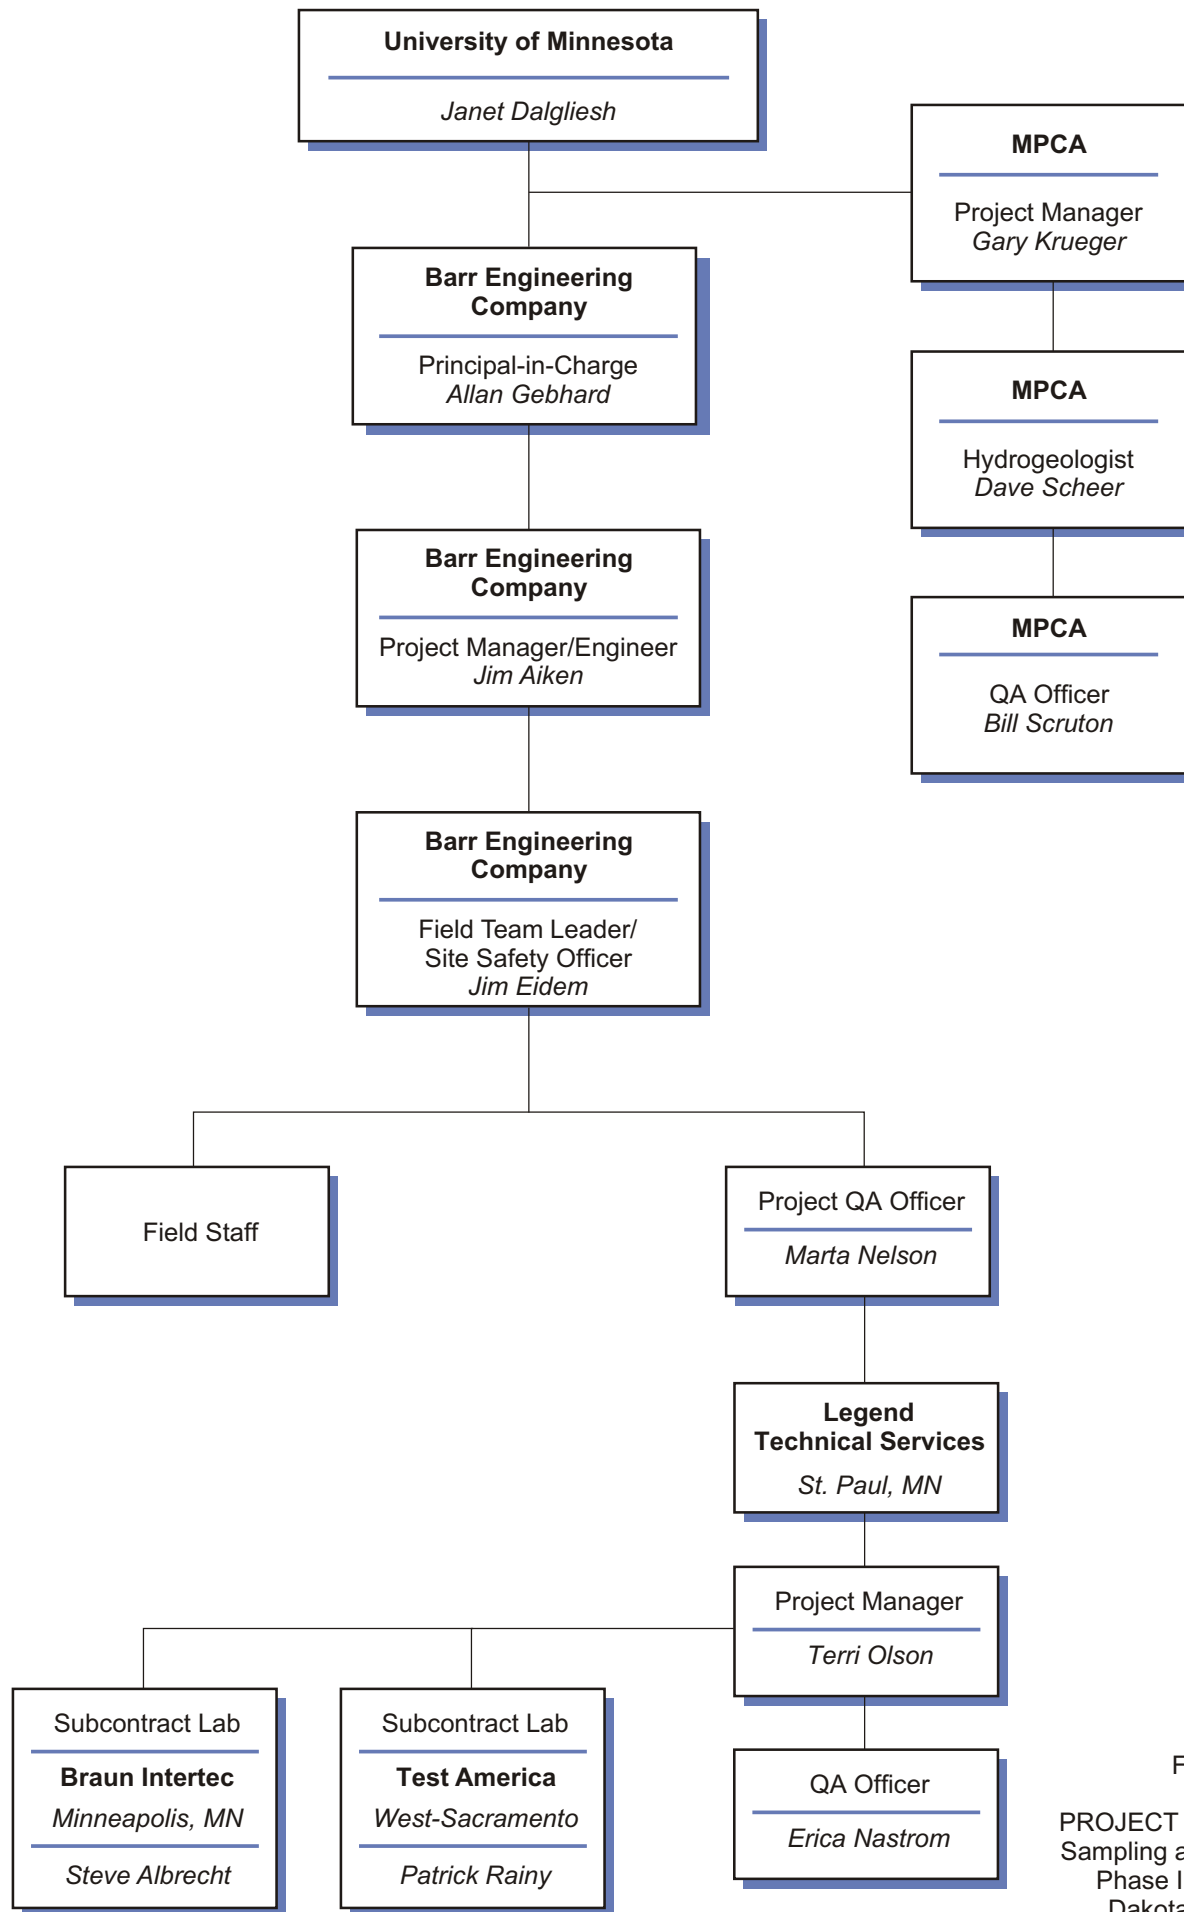 University of Minnesota
Janet Dalgliesh
MPCA
Project Manager
Gary Krueger
Barr Engineering
Company
Principal-in-Charge
Allan Gebhard
MPCA
Hydrogeologist
Dave Scheer
Barr Engineering
Company
Project Manager/Engineer
Jim Aiken
MPCA
QA Officer
Bill Scruton
Barr Engineering
Company
Field Team Leader/
Site Safety Officer
Jim Eidem
Field Staff
Project QA Officer
Marta Nelson
Legend
Technical Services
St. Paul, MN
Project Manager
Terri Olson
Subcontract Lab
Braun Intertec
Minneapolis, MN
Steve Albrecht
Subcontract Lab
Test America
West-Sacramento
Patrick Rainy
QA Officer
Erica Nastrom
F
PROJECT
Sampling a
Phase I
Dakota